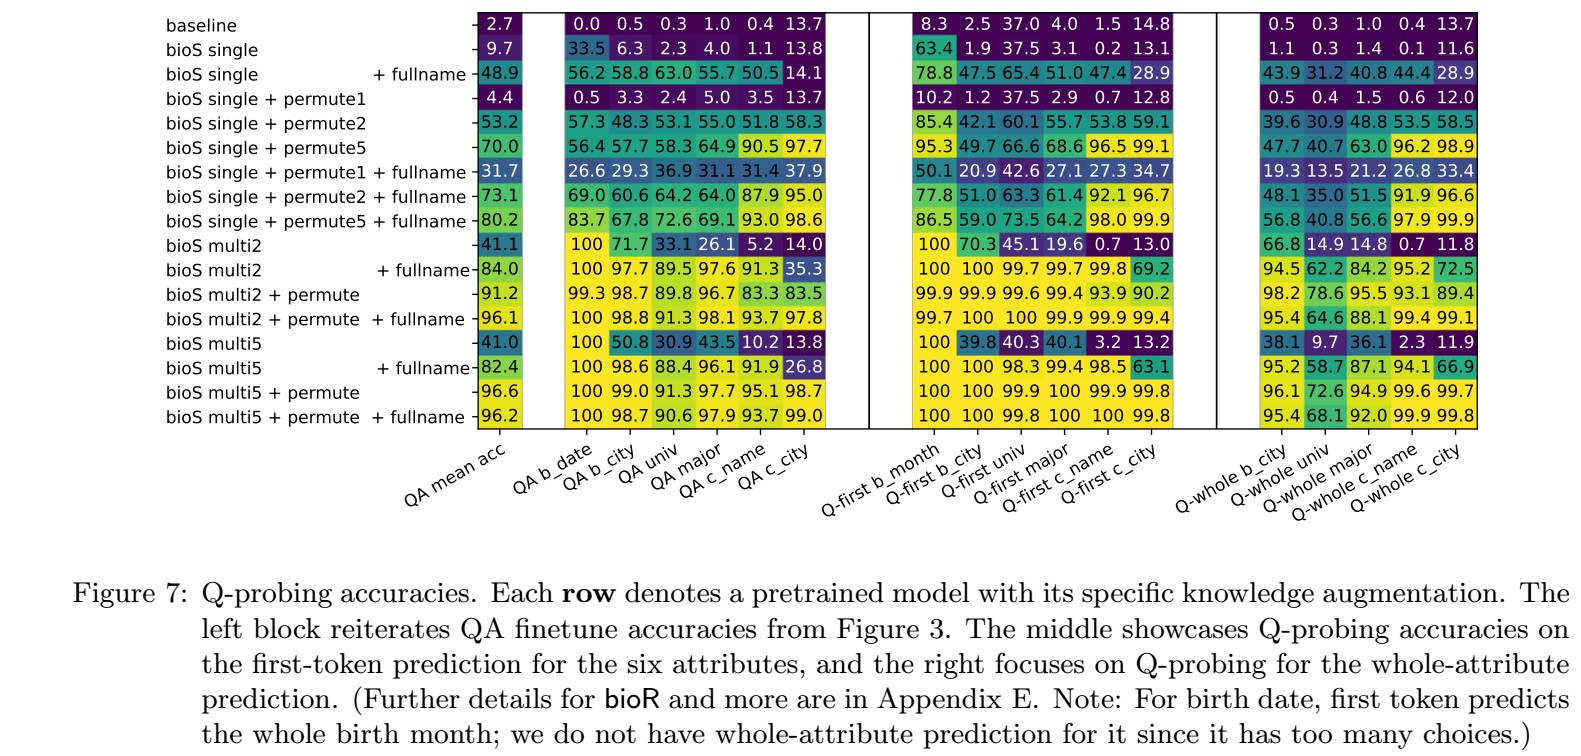 baseline 2.7 0.0 0.5 0.3 1.0 0.4 13.7 8.3 2.5 37.0 4.0 1.5 14.8 0.5 0.3 1.0 0.4 13.7
bioS single 9.7 33.5 6.3 2.3 4.0 1.1 13.8 63.4 1.9 37.5 3.1 0.2 13.1 1.1 0.3 1.4 0.1 11.6
bioS single + fullname 48.9 56.2 58.8 63.0 55.7 50.5 14.1 78.8 47.5 65.4 51.0 47.4 28.9 43.9 31.2 40.8 44.4 28.9
bioS single + permute1 4.4 0.5 3.3 2.4 5.0 3.5 13.7 10.2 1.2 37.5 2.9 0.7 12.8 0.5 0.4 1.5 0.6 12.0
bioS single + permute2 53.2 57.3 48.3 53.1 55.0 51.8 58.3 85.4 42.1 60.1 55.7 53.8 59.1 39.6 30.9 48.8 53.5 58.5
bioS single + permute5 70.0 56.4 57.7 58.3 64.9 90.5 97.7 95.3 49.7 66.6 68.6 96.5 99.1 47.7 40.7 63.0 96.2 98.9
bioS single + permute1 + fullname 31.7 26.6 29.3 36.9 31.1 31.4 37.9 50.1 20.9 42.6 27.1 27.3 34.7 19.3 13.5 21.2 26.8 33.4
bioS single + permute2 + fullname 73.1 69.0 60.6 64.2 64.0 87.9 95.0 77.8 51.0 63.3 61.4 92.1 96.7 48.1 35.0 51.5 91.9 96.6
bioS single + permute5 + fullname 80.2 83.7 67.8 72.6 69.1 93.0 98.6 86.5 59.0 73.5 64.2 98.0 99.9 56.8 40.8 56.6 97.9 99.9
bioS multi2 41.1 100 71.7 33.1 26.1 5.2 14.0 100 70.3 45.1 19.6 0.7 13.0 66.8 14.9 14.8 0.7 11.8
bioS multi2 + fullname 84.0 100 97.7 89.5 97.6 91.3 35.3 100 100 99.7 99.7 99.8 69.2 94.5 62.2 84.2 95.2 72.5
bioS multi2 + permute 91.2 99.3 98.7 89.8 96.7 83.3 83.5 99.9 99.9 99.6 99.4 93.9 90.2 98.2 78.6 95.5 93.1 89.4
bioS multi2 + permute + fullname 96.1 100 98.8 91.3 98.1 93.7 97.8 99.7 100 100 99.9 99.9 99.4 95.4 64.6 88.1 99.4 99.1
bioS multi5 41.0 100 50.8 30.9 43.5 10.2 13.8 100 39.8 40.3 40.1 3.2 13.2 38.1 9.7 36.1 2.3 11.9
bioS multi5 + fullname 82.4 100 98.6 88.4 96.1 91.9 26.8 100 100 98.3 99.4 98.5 63.1 95.2 58.7 87.1 94.1 66.9
bioS multi5 + permute 96.6 100 99.0 91.3 97.7 95.1 98.7 100 100 99.9 100 99.9 99.8 96.1 72.6 94.9 99.6 99.7
bioS multi5 + permute + fullname 96.2 100 98.7 90.6 97.9 93.7 99.0 100 100 99.8 100 100 99.8 95.4 68.1 92.0 99.9 99.8
QA mean acc QA b_date QA b_city QA univ QA major QA c_name QA c_city Q-first b_month Q-first b_city Q-first univ Q-first major Q-first c_name Q-first c_city Q-whole b_city Q-whole univ Q-whole major Q-whole c_name Q-whole c_city
Figure 7: Q-probing accuracies. Each row denotes a pretrained model with its specific knowledge augmentation. The
left block reiterates QA finetune accuracies from Figure 3. The middle showcases Q-probing accuracies on
the first-token prediction for the six attributes, and the right focuses on Q-probing for the whole-attribute
prediction. (Further details for bioR and more are in Appendix E. Note: For birth date, first token predicts
the whole birth month; we do not have whole-attribute prediction for it since it has too many choices.)